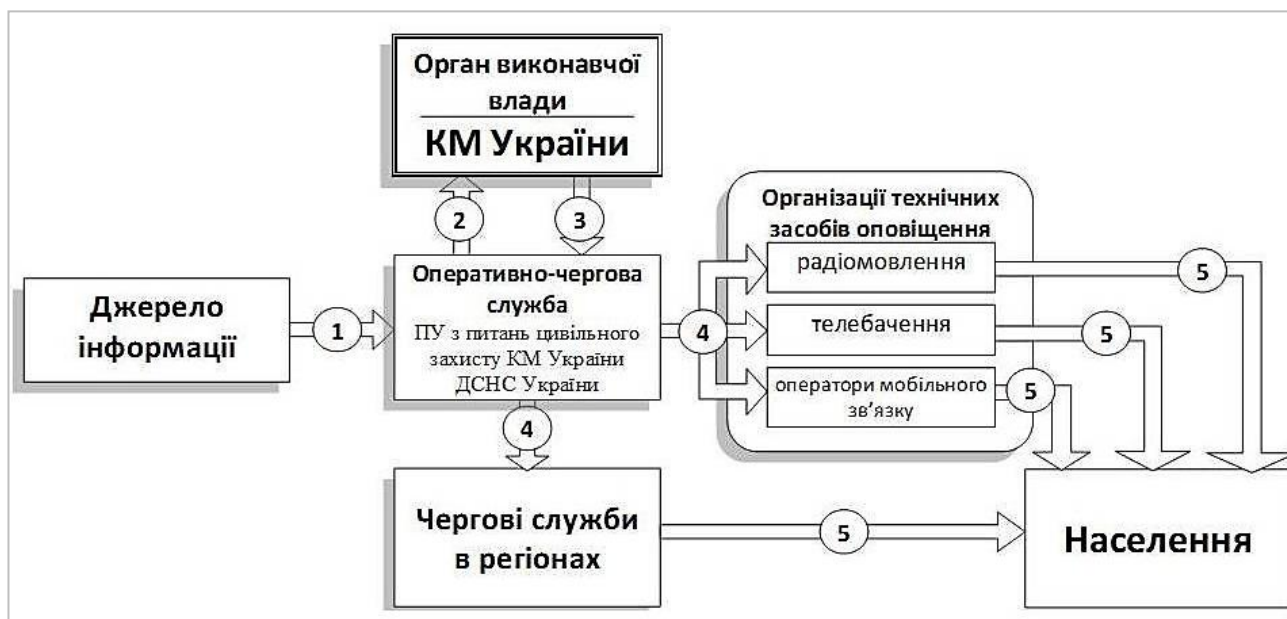 Орган виконавчої
влади
КМ України
2
3
Організації технічних
засобів оповіщення
радіомовлення
5
Джерело
інформації
1
Оперативно-чергова
служба
ПУ з питань цивільного
захисту КМ України
ДСНС України
4
телебачення
5
оператори мобільного
зв’язку
5
4
Чергові служби
в регіонах
5
Населення